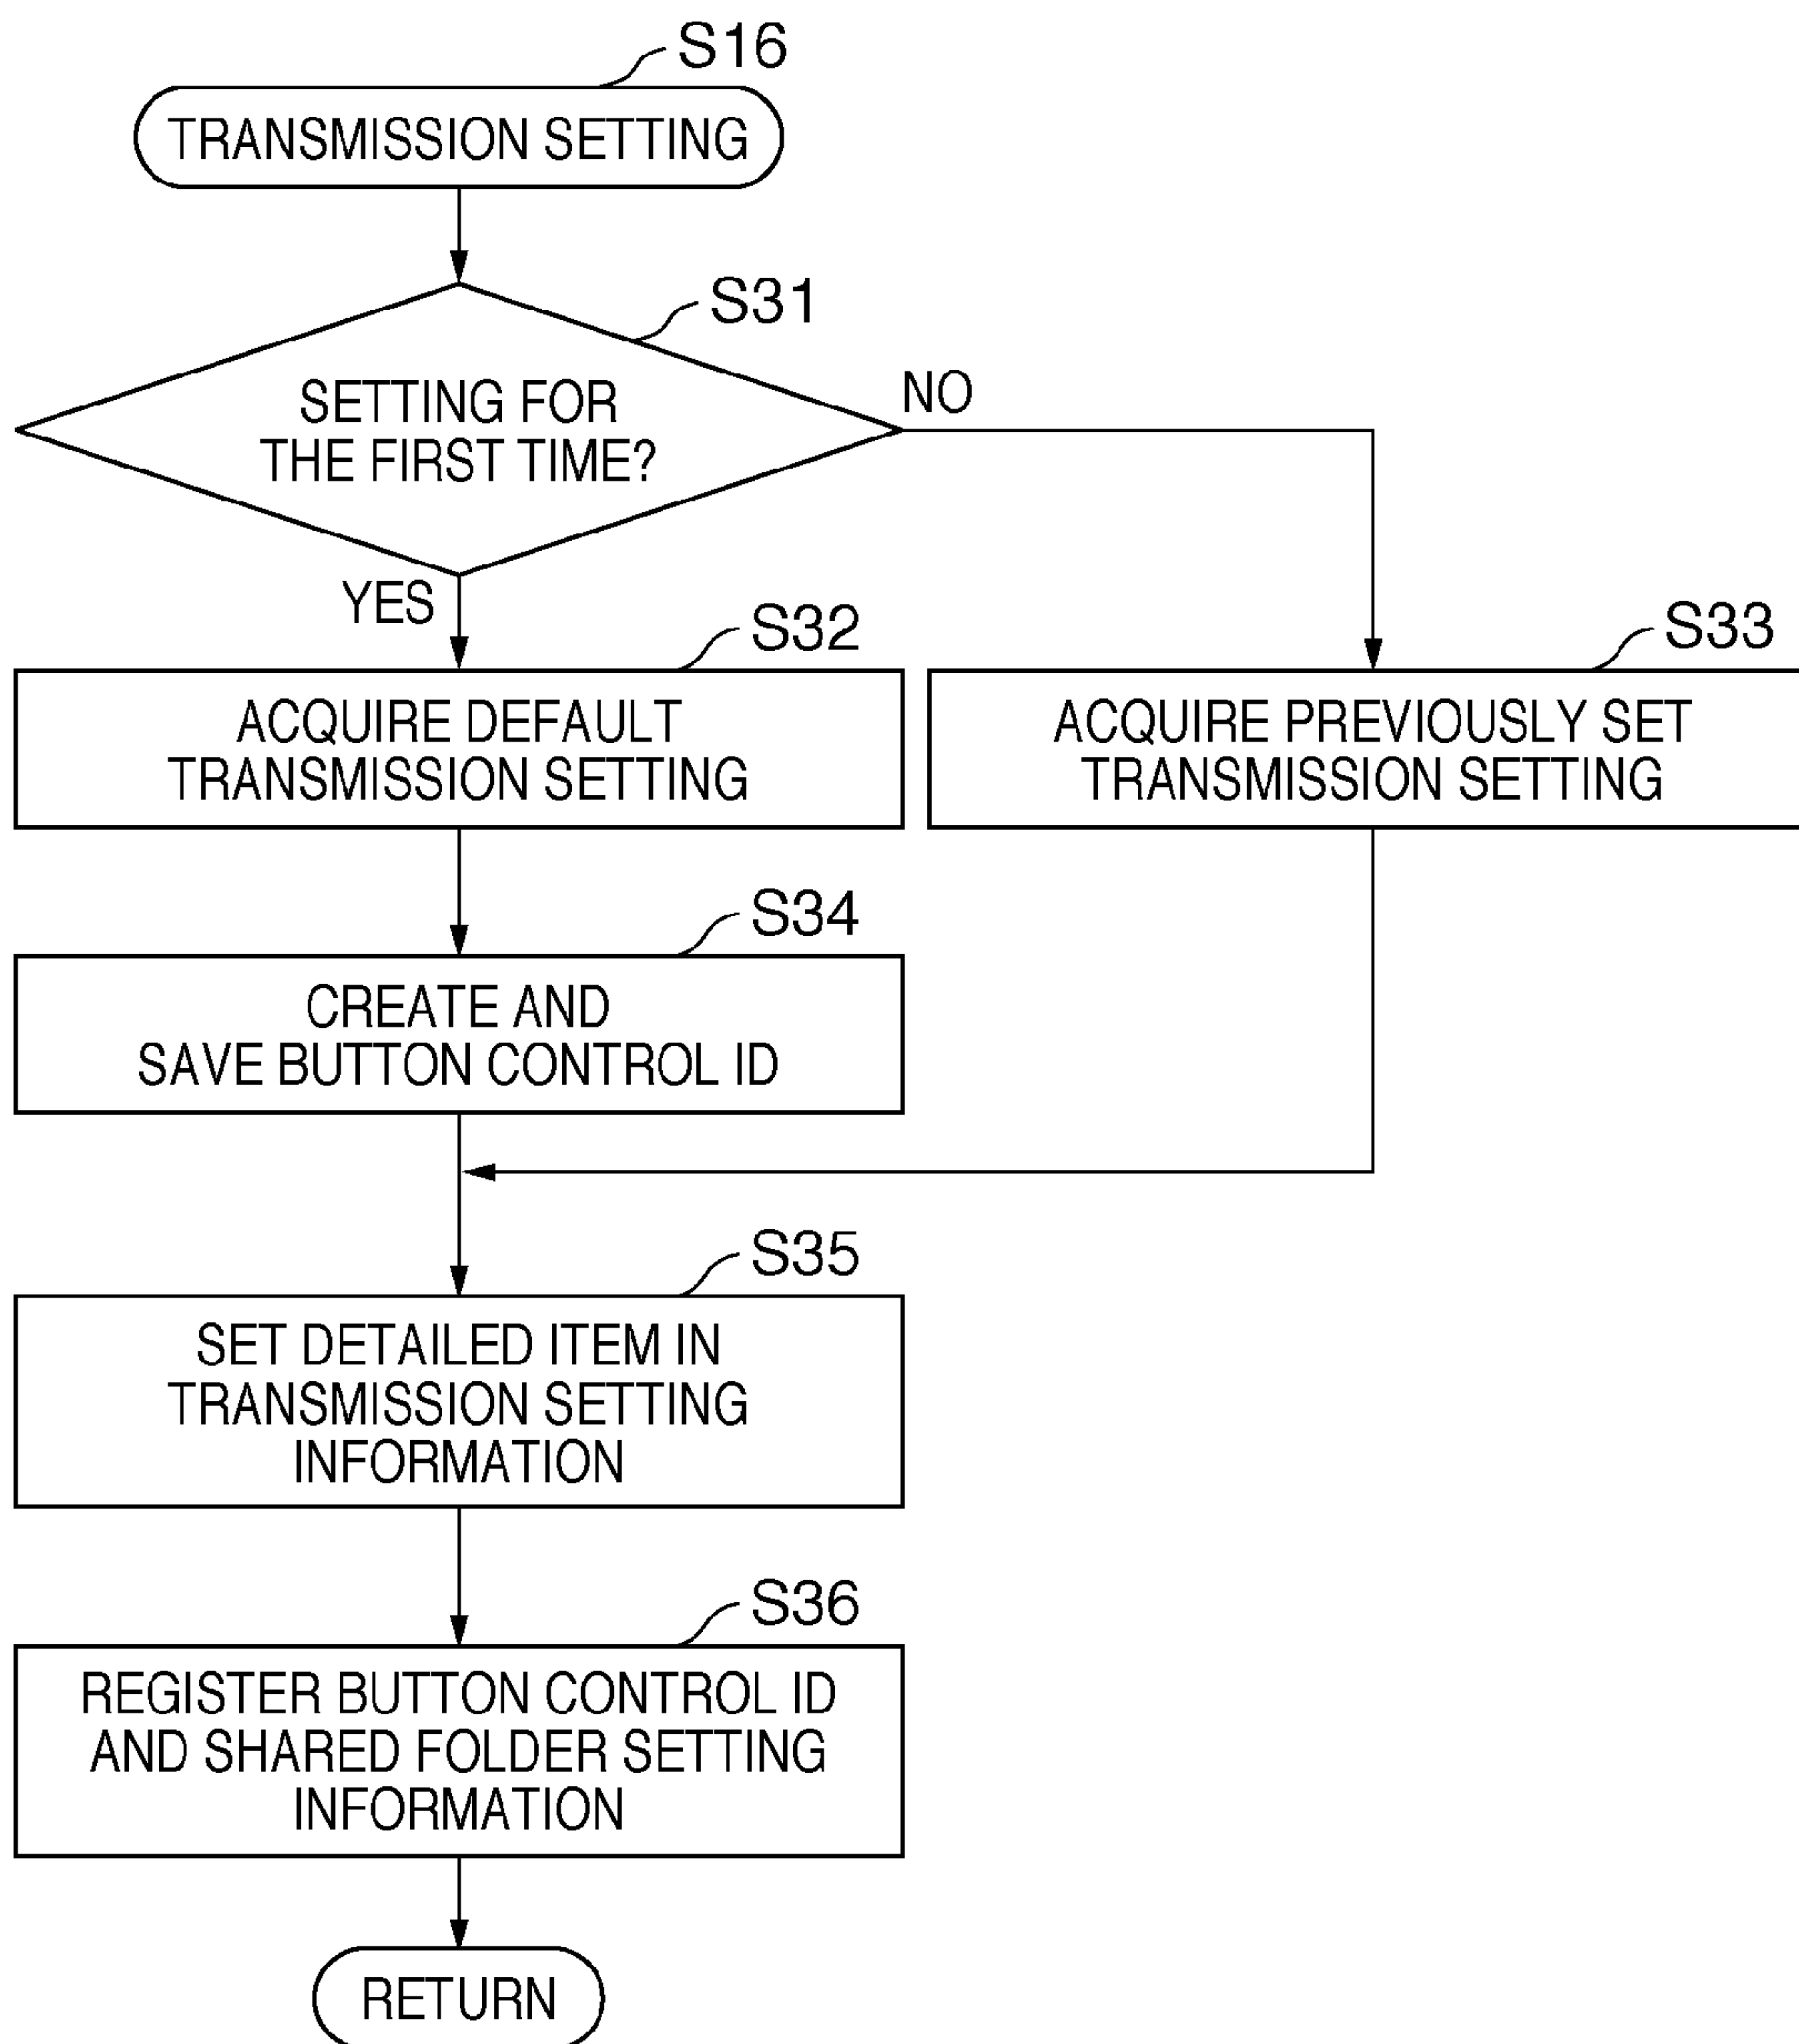 S16
TRANSMISSION SETTING
S31
SETTING FOR
THE FIRST TIME?
NO
YES
S32
ACQUIRE DEFAULT
TRANSMISSION SETTING
S33
ACQUIRE PREVIOUSLY SET
TRANSMISSION SETTING
S34
CREATE AND
SAVE BUTTON CONTROL ID
S35
SET DETAILED ITEM IN
TRANSMISSION SETTING
INFORMATION
S36
REGISTER BUTTON CONTROL ID
AND SHARED FOLDER SETTING
INFORMATION
RETURN